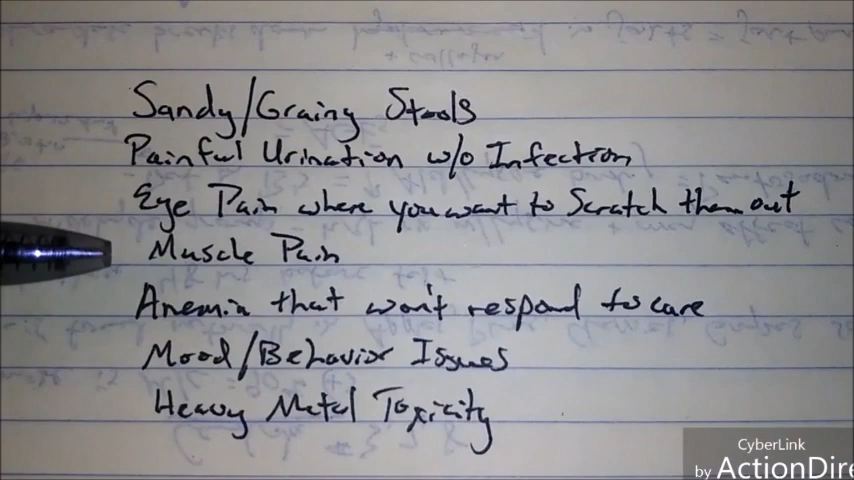 Sandy/Grainy Stools
Painful Urination w/o Infection
Eye Pain where you want to Scratch them out
Muscle Pain
Anemia that won't respond to care
Mood/Behavior Issues
Heavy Metal Toxicity
CyberLink
by ActionDire